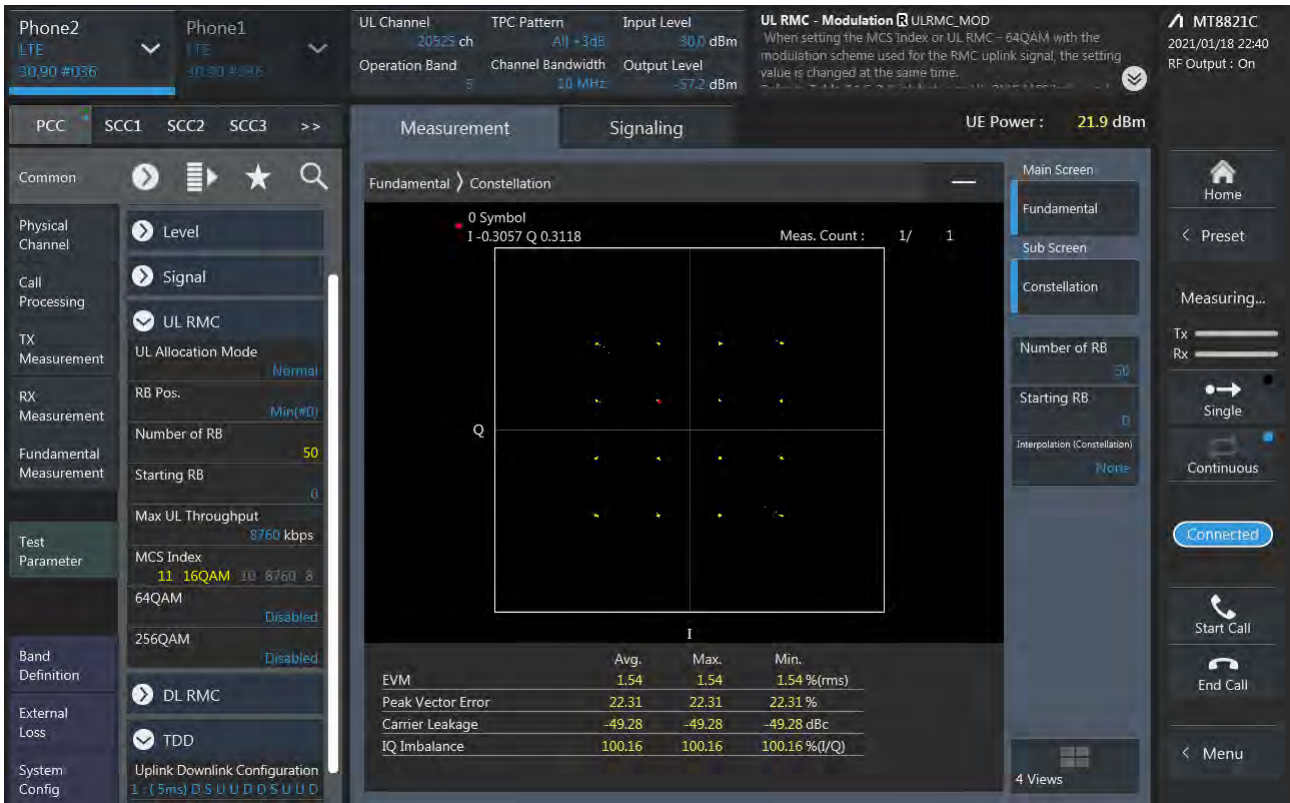 Phone2
LTE
30.90 #036
Phone1
LTE
30.90 #036
UL Channel
20525 ch
Operation Band
5
TPC Pattern
All +3dB
Channel Bandwidth
10 MHz
Input Level
30.0 dBm
Output Level
-57.2 dBm
UL RMC - Modulation R ULRMC_MOD
When setting the MCS Index or UL RMC – 64QAM with the
modulation scheme used for the RMC uplink signal, the setting
value is changed at the same time.
MT8821C
2021/01/18 22:40
RF Output : On
PCC SCC1 SCC2 SCC3 >>
Measurement
Signaling
UE Power : 21.9 dBm
Common
Physical
Channel
Call
Processing
TX
Measurement
RX
Measurement
Fundamental
Measurement
Test
Parameter
Band
Definition
External
Loss
System
Config
Level
Signal
UL RMC
UL Allocation Mode
Normal
RB Pos.
Min(#0)
Number of RB
50
Starting RB
0
Max UL Throughput
8760 kbps
MCS Index
11 16QAM 10 8760 8
64QAM
Disabled
256QAM
Disabled
DL RMC
TDD
Uplink Downlink Configuration
1 : ( 5ms) D S U U D D S U U D
Fundamental 〉 Constellation
0 Symbol
I -0.3057 Q 0.3118
Meas. Count : 1/ 1
Q
I
Avg. Max. Min.
EVM 1.54 1.54 1.54 %(rms)
Peak Vector Error 22.31 22.31 22.31 %
Carrier Leakage -49.28 -49.28 -49.28 dBc
IQ Imbalance 100.16 100.16 100.16 %(I/Q)
Main Screen
Fundamental
Sub Screen
Constellation
Number of RB
50
Starting RB
0
Interpolation (Constellation)
None
4 Views
Home
< Preset
Measuring...
Tx
Rx
Single
Continuous
Connected
Start Call
End Call
< Menu